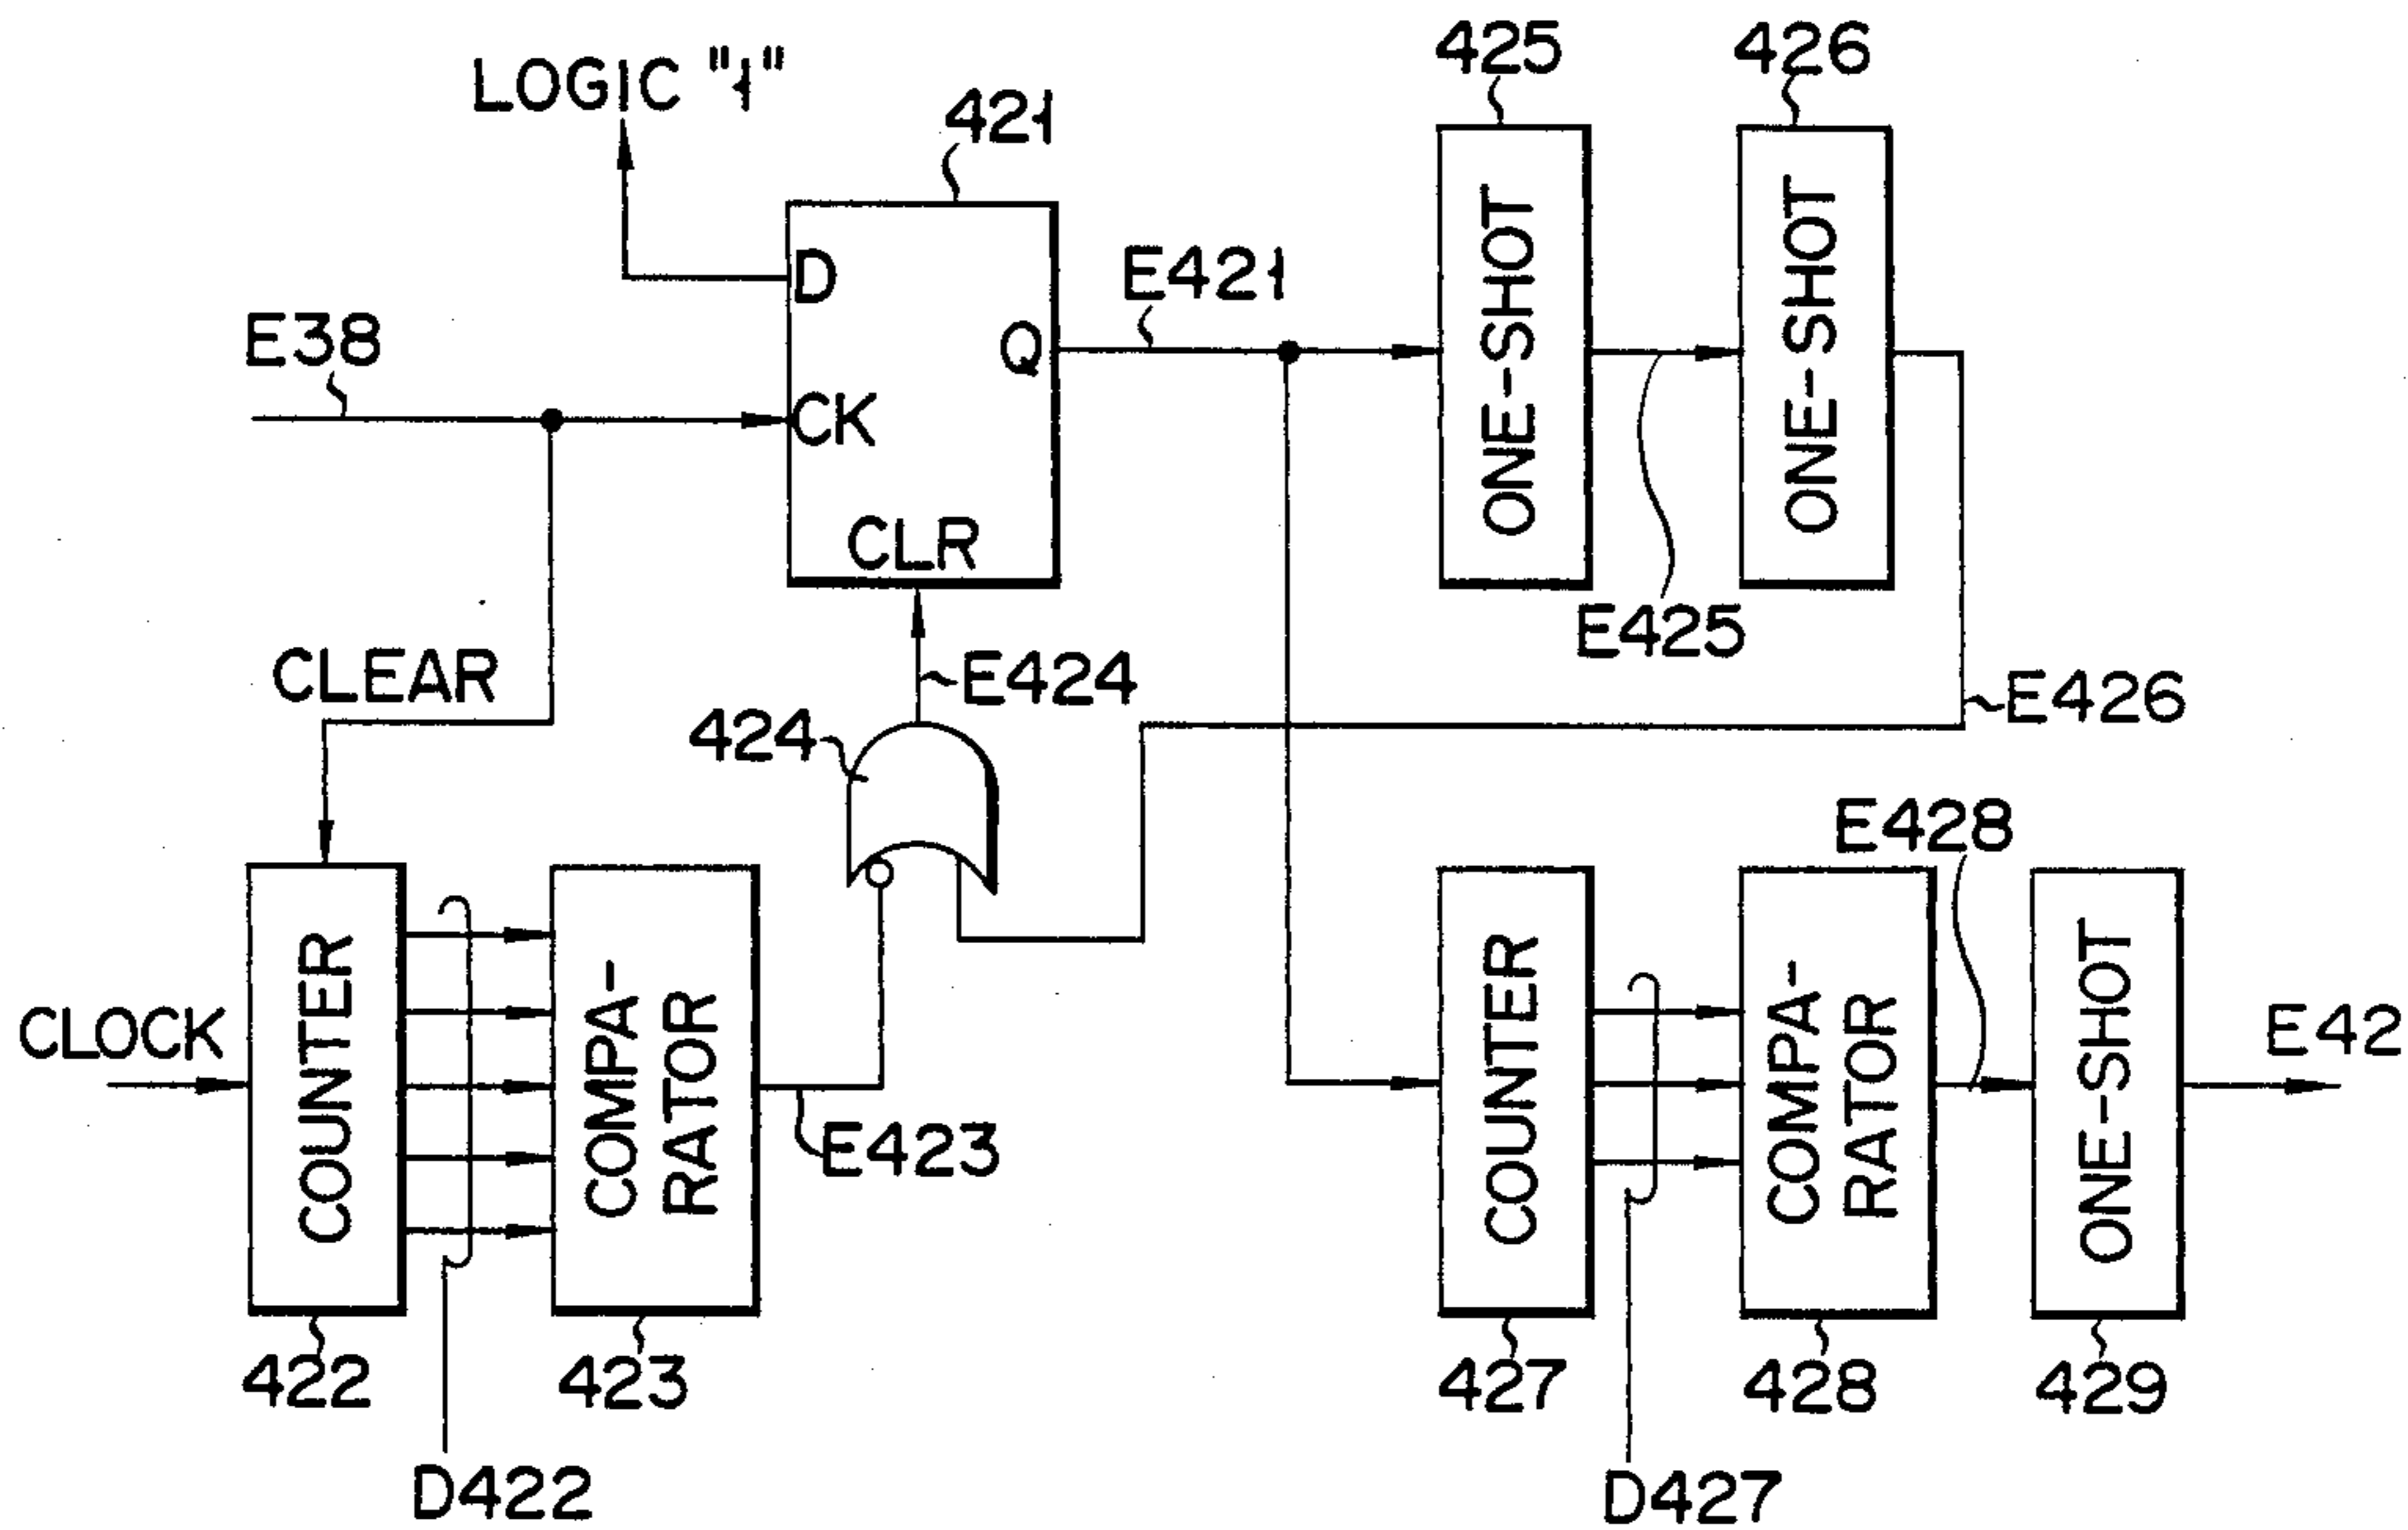 LOGIC "1"
421
425
426
D
Q
CK
CLR
E421
E38
ONE-SHOT
ONE-SHOT
E425
CLEAR
E424
424
E426
E428
CLOCK
COUNTER
COMPA-
RATOR
E423
COUNTER
COMPA-
RATOR
ONE-SHOT
E42
422
423
427
428
429
D422
D427